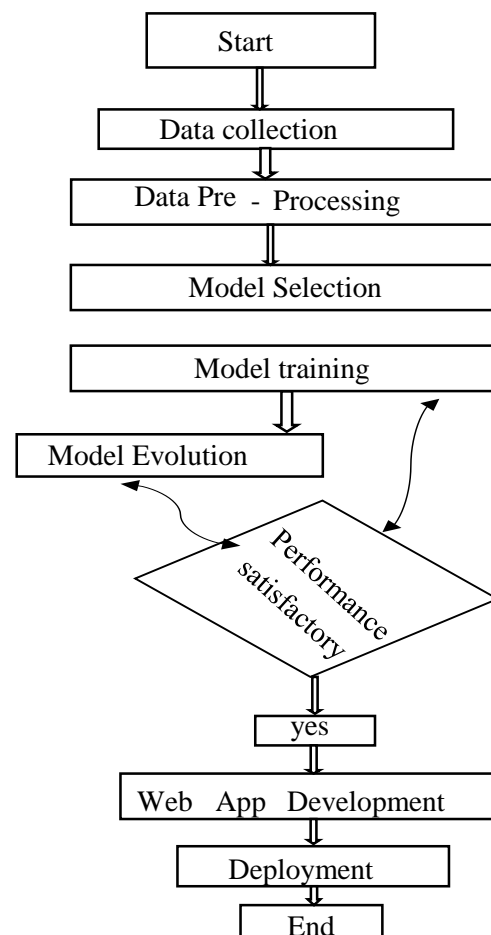 Start
Data collection
Data Pre - Processing
Model Selection
Model training
Model Evolution
Performance
satisfactory
yes
Web App Development
Deployment
End